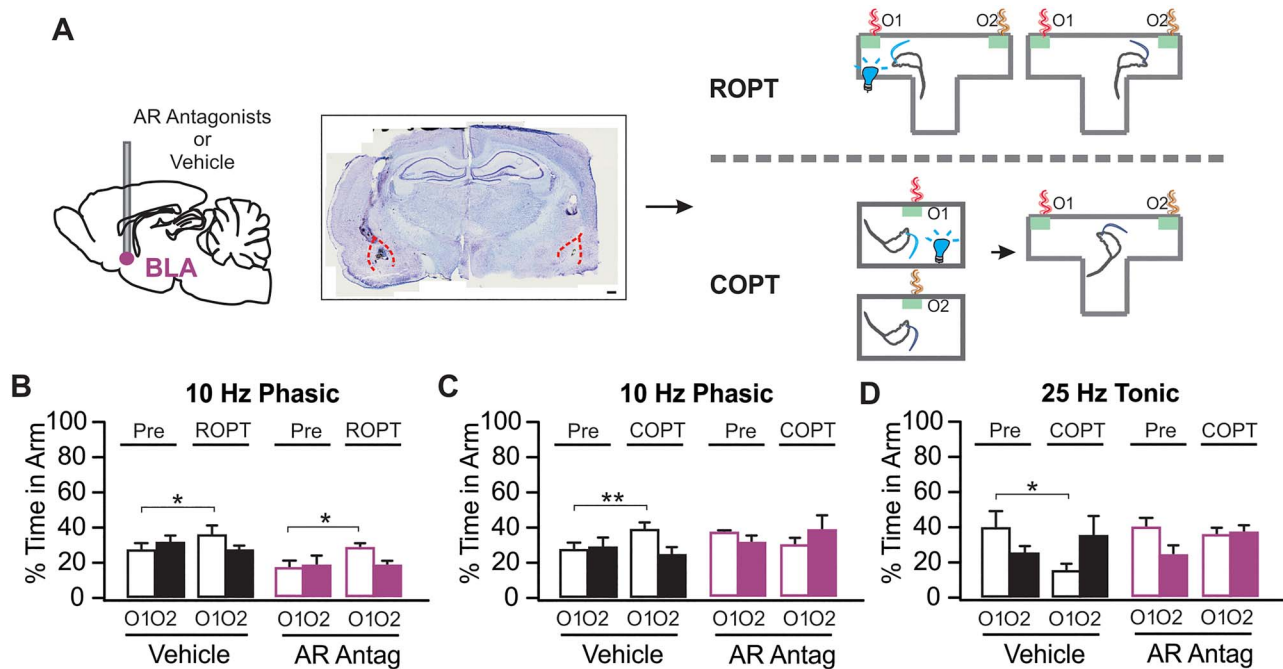 A
AR Antagonists
or
Vehicle
BLA
ROPT
O1
O2
O1
O2
COPT
O1
O2
O1
O2
B
10 Hz Phasic
% Time in Arm
100
80
60
40
20
0
Pre
ROPT
Pre
ROPT
*
*
O1O2
O1O2
O1O2
O1O2
Vehicle
AR Antag
C
10 Hz Phasic
% Time in Arm
100
80
60
40
20
0
Pre
COPT
Pre
COPT
**
O1O2
O1O2
O1O2
O1O2
Vehicle
AR Antag
D
25 Hz Tonic
% Time in Arm
100
80
60
40
20
0
Pre
COPT
Pre
COPT
*
O1O2
O1O2
O1O2
O1O2
Vehicle
AR Antag